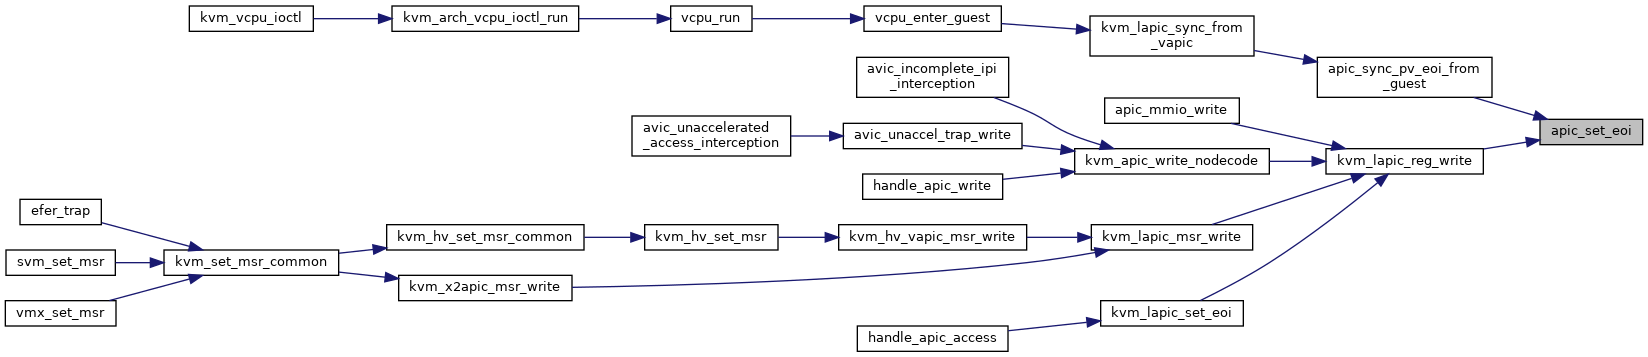 kvm_vcpu_ioctl
kvm_arch_vcpu_ioctl_run
vcpu_run
vcpu_enter_guest
kvm_lapic_sync_from
_vapic
avic_incomplete_ipi
_interception
apic_sync_pv_eoi_from
_guest
apic_mmio_write
avic_unaccelerated
_access_interception
avic_unaccel_trap_write
apic_set_eoi
kvm_apic_write_nodecode
kvm_lapic_reg_write
handle_apic_write
efer_trap
kvm_hv_set_msr_common
kvm_hv_set_msr
kvm_hv_vapic_msr_write
kvm_lapic_msr_write
svm_set_msr
kvm_set_msr_common
kvm_x2apic_msr_write
vmx_set_msr
kvm_lapic_set_eoi
handle_apic_access